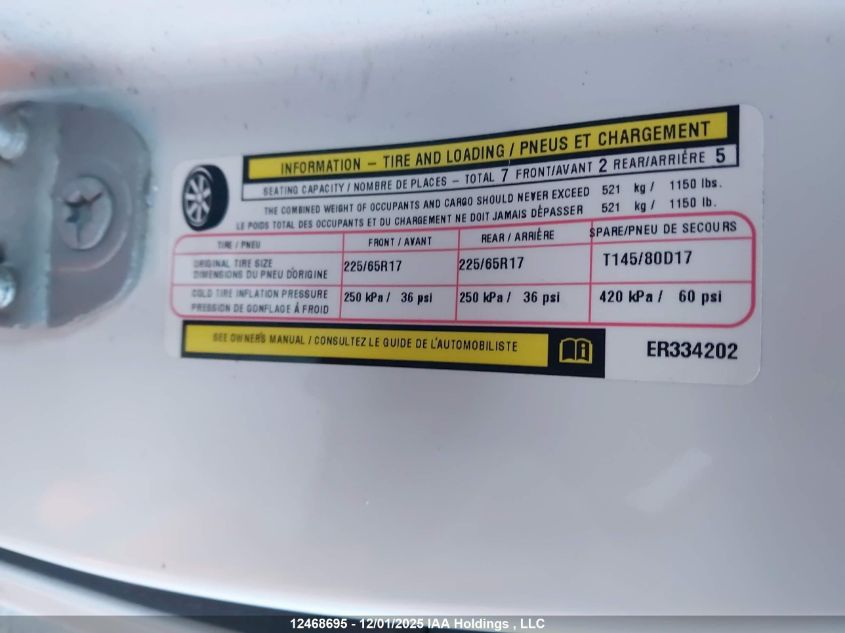 INFORMATION – TIRE AND LOADING / PNEUS ET CHARGEMENT
SEATING CAPACITY / NOMBRE DE PLACES – TOTAL 7 FRONT/AVANT 2 REAR/ARRIÉRE 5
THE COMBINED WEIGHT OF OCCUPANTS AND CARGO SHOULD NEVER EXCEED 521 kg / 1150 lbs.
LE POIDS TOTAL DES OCCUPANTS ET DU CHARGEMENT NE DOIT JAMAIS DÉPASSER 521 kg / 1150 lb.
TIRE / PNEU FRONT / AVANT REAR / ARRIÈRE SPARE/PNEU DE SECOURS
ORIGINAL TIRE SIZE
DIMENSIONS DU PNEU D'ORIGINE 225/65R17 225/65R17 T145/80D17
COLD TIRE INFLATION PRESSURE
PRESSION DE GONFLAGE À FROID 250 kPa / 36 psi 250 kPa / 36 psi 420 kPa / 60 psi
SEE OWNER'S MANUAL / CONSULTEZ LE GUIDE DE L'AUTOMOBILISTE
ER334202
12468695 - 12/01/2025 IAA Holdings , LLC